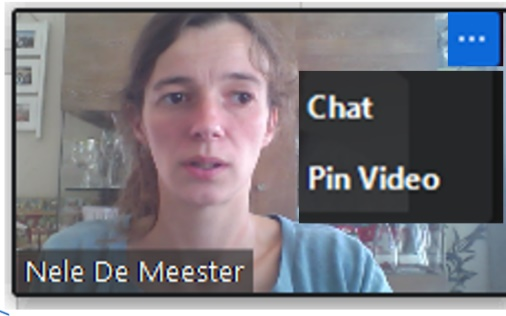 ...
Chat
Pin Video
Nele De Meester